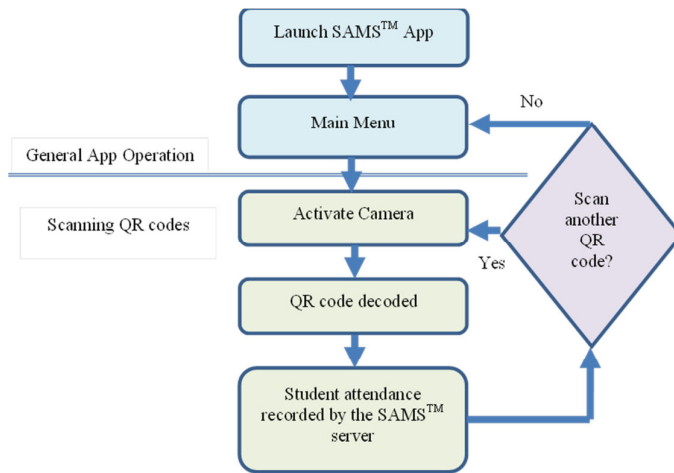 Launch SAMS™ App
No
Main Menu
General App Operation
Scanning QR codes
Activate Camera
Scan
another
QR
code?
Yes
QR code decoded
Student attendance
recorded by the SAMS™
server